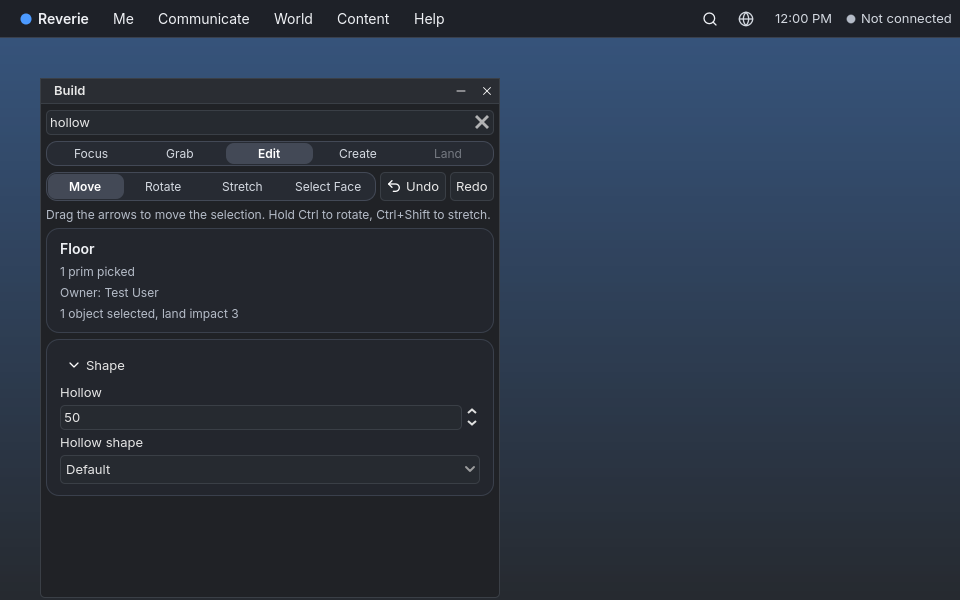 Reverie Me Communicate World Content Help 12:00 PM Not connected
Build
hollow
Focus Grab Edit Create Land
Move Rotate Stretch Select Face Undo Redo
Drag the arrows to move the selection. Hold Ctrl to rotate, Ctrl+Shift to stretch.
Floor
1 prim picked
Owner: Test User
1 object selected, land impact 3
Shape
Hollow
50
Hollow shape
Default